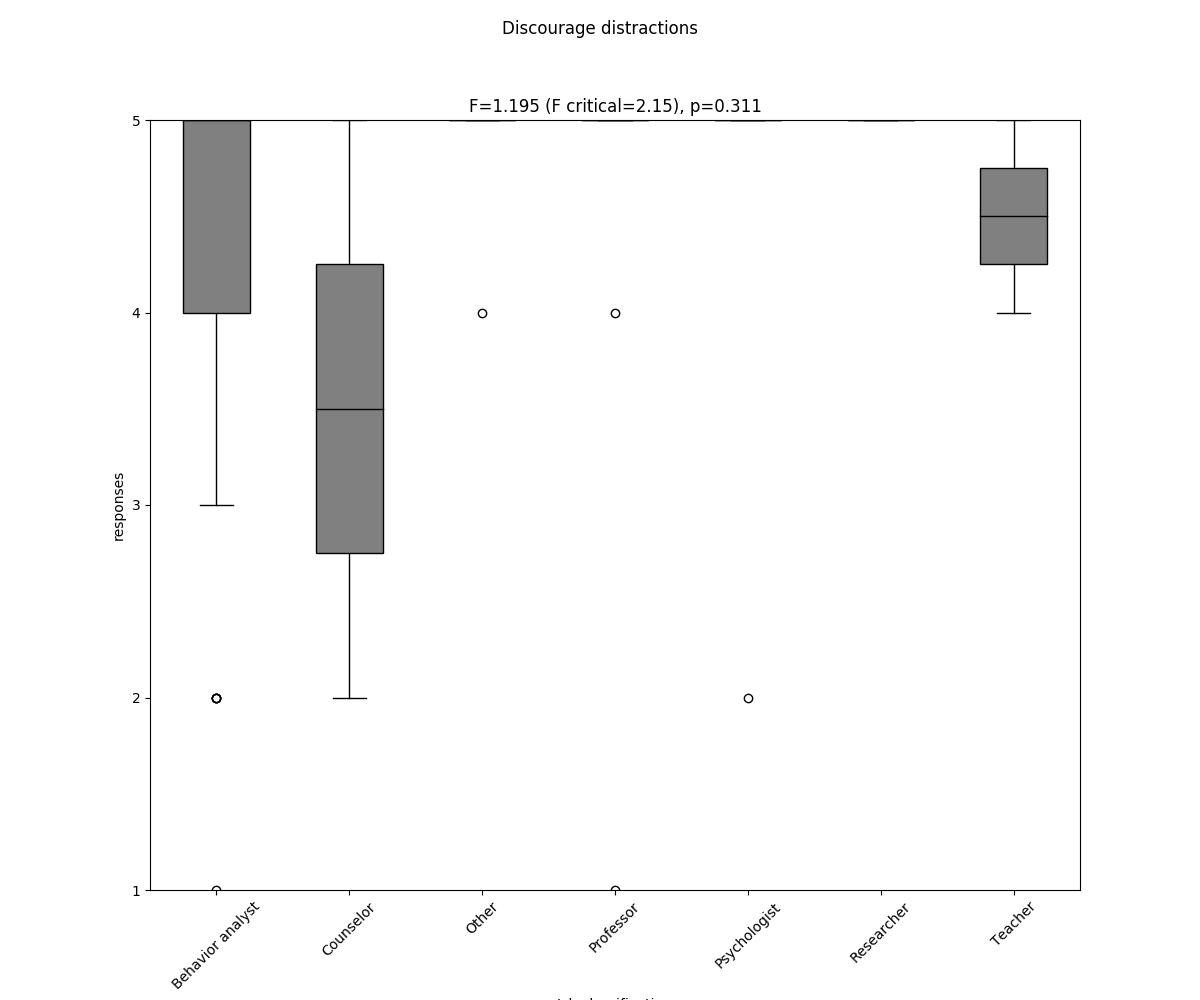 Discourage distractions
F=1.195 (F critical=2.15), p=0.311
5
4
3
2
1
responses
Behavior analyst
Counselor
Other
Professor
Psychologist
Researcher
Teacher